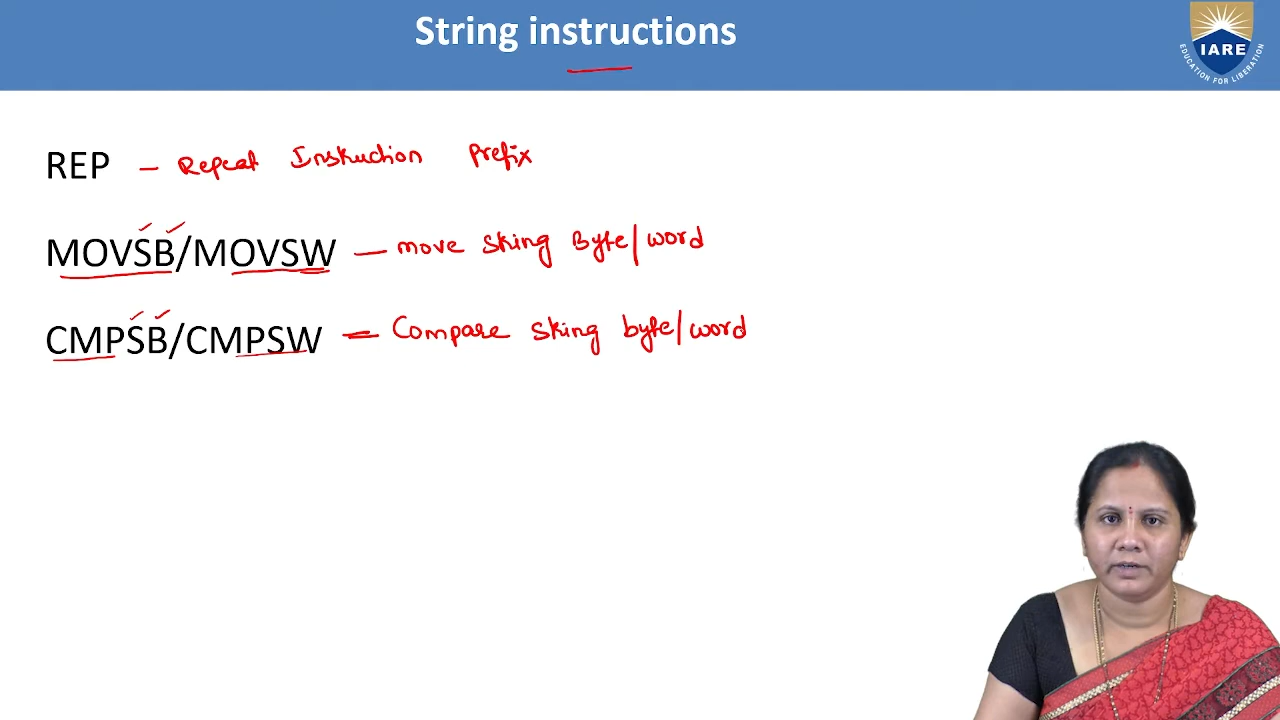 String instructions
IARE
EDUCATION FOR LIBERATION
REP – Repeat Instruction Prefix
MOVSB/MOVSW – move string Byte/word
CMPSB/CMPSW – Compare string byte/word